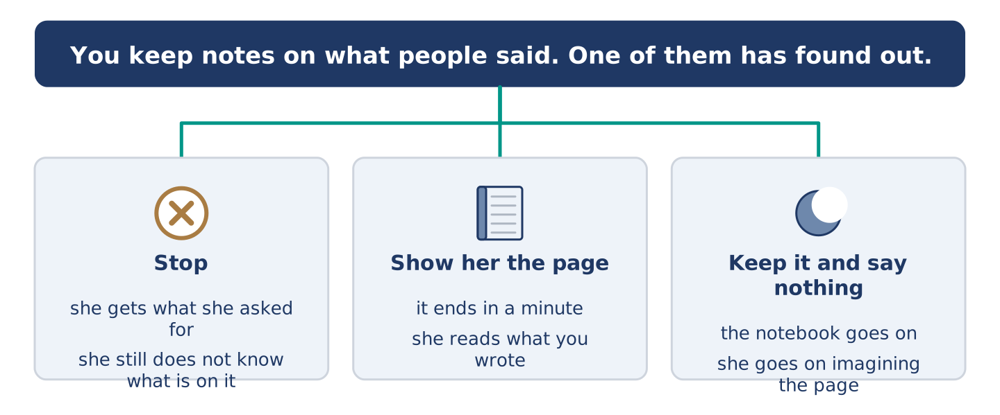 You keep notes on what people said. One of them has found out.
Stop
she gets what she asked
for
she still does not know
what is on it
Show her the page
it ends in a minute
she reads what you
wrote
Keep it and say
nothing
the notebook goes on
she goes on imagining
the page